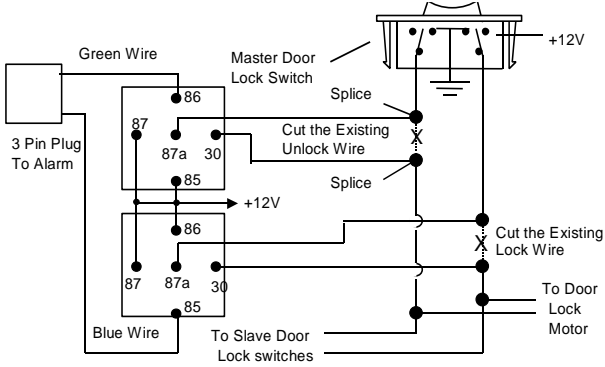 Green Wire
Master Door
Lock Switch
+12V
86
Splice
3 Pin Plug
To Alarm
87
87a
30
Cut the Existing
Unlock Wire
X
85
Splice
+12V
86
Cut the Existing
Lock Wire
X
87
87a
30
85
To Door
Lock
Motor
Blue Wire
To Slave Door
Lock switches